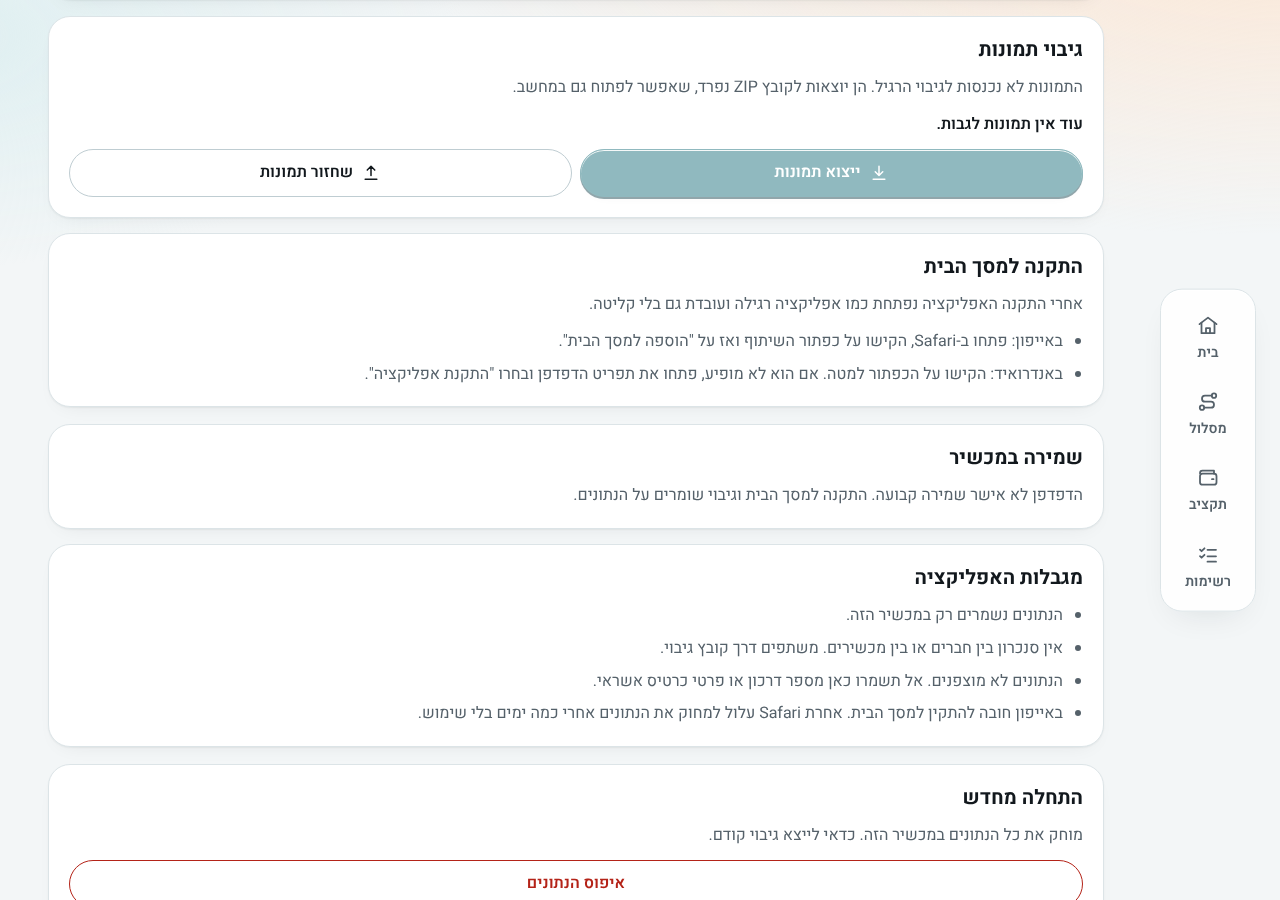 גיבוי תמונות
התמונות לא נכנסות לגיבוי הרגיל. הן יוצאות לקובץ ZIP נפרד, שאפשר לפתוח גם במחשב.
עוד אין תמונות לגבות.
ייצוא תמונות
שחזור תמונות
התקנה למסך הבית
אחרי התקנה האפליקציה נפתחת כמו אפליקציה רגילה ועובדת גם בלי קליטה.
• באייפון: פתחו ב-Safari, הקישו על כפתור השיתוף ואז על "הוספה למסך הבית".
• באנדרואיד: הקישו על הכפתור למטה. אם הוא לא מופיע, פתחו את תפריט הדפדפן ובחרו "התקנת אפליקציה".
שמירה במכשיר
הדפדפן לא אישר שמירה קבועה. התקנה למסך הבית וגיבוי שומרים על הנתונים.
מגבלות האפליקציה
• הנתונים נשמרים רק במכשיר הזה.
• אין סנכרון בין חברים או בין מכשירים. משתפים דרך קובץ גיבוי.
• הנתונים לא מוצפנים. אל תשמרו כאן מספר דרכון או פרטי כרטיס אשראי.
• באייפון חובה להתקין למסך הבית. אחרת Safari עלול למחוק את הנתונים אחרי כמה ימים בלי שימוש.
התחלה מחדש
מוחק את כל הנתונים במכשיר הזה. כדאי לייצא גיבוי קודם.
איפוס הנתונים
בית
מסלול
תקציב
רשימות